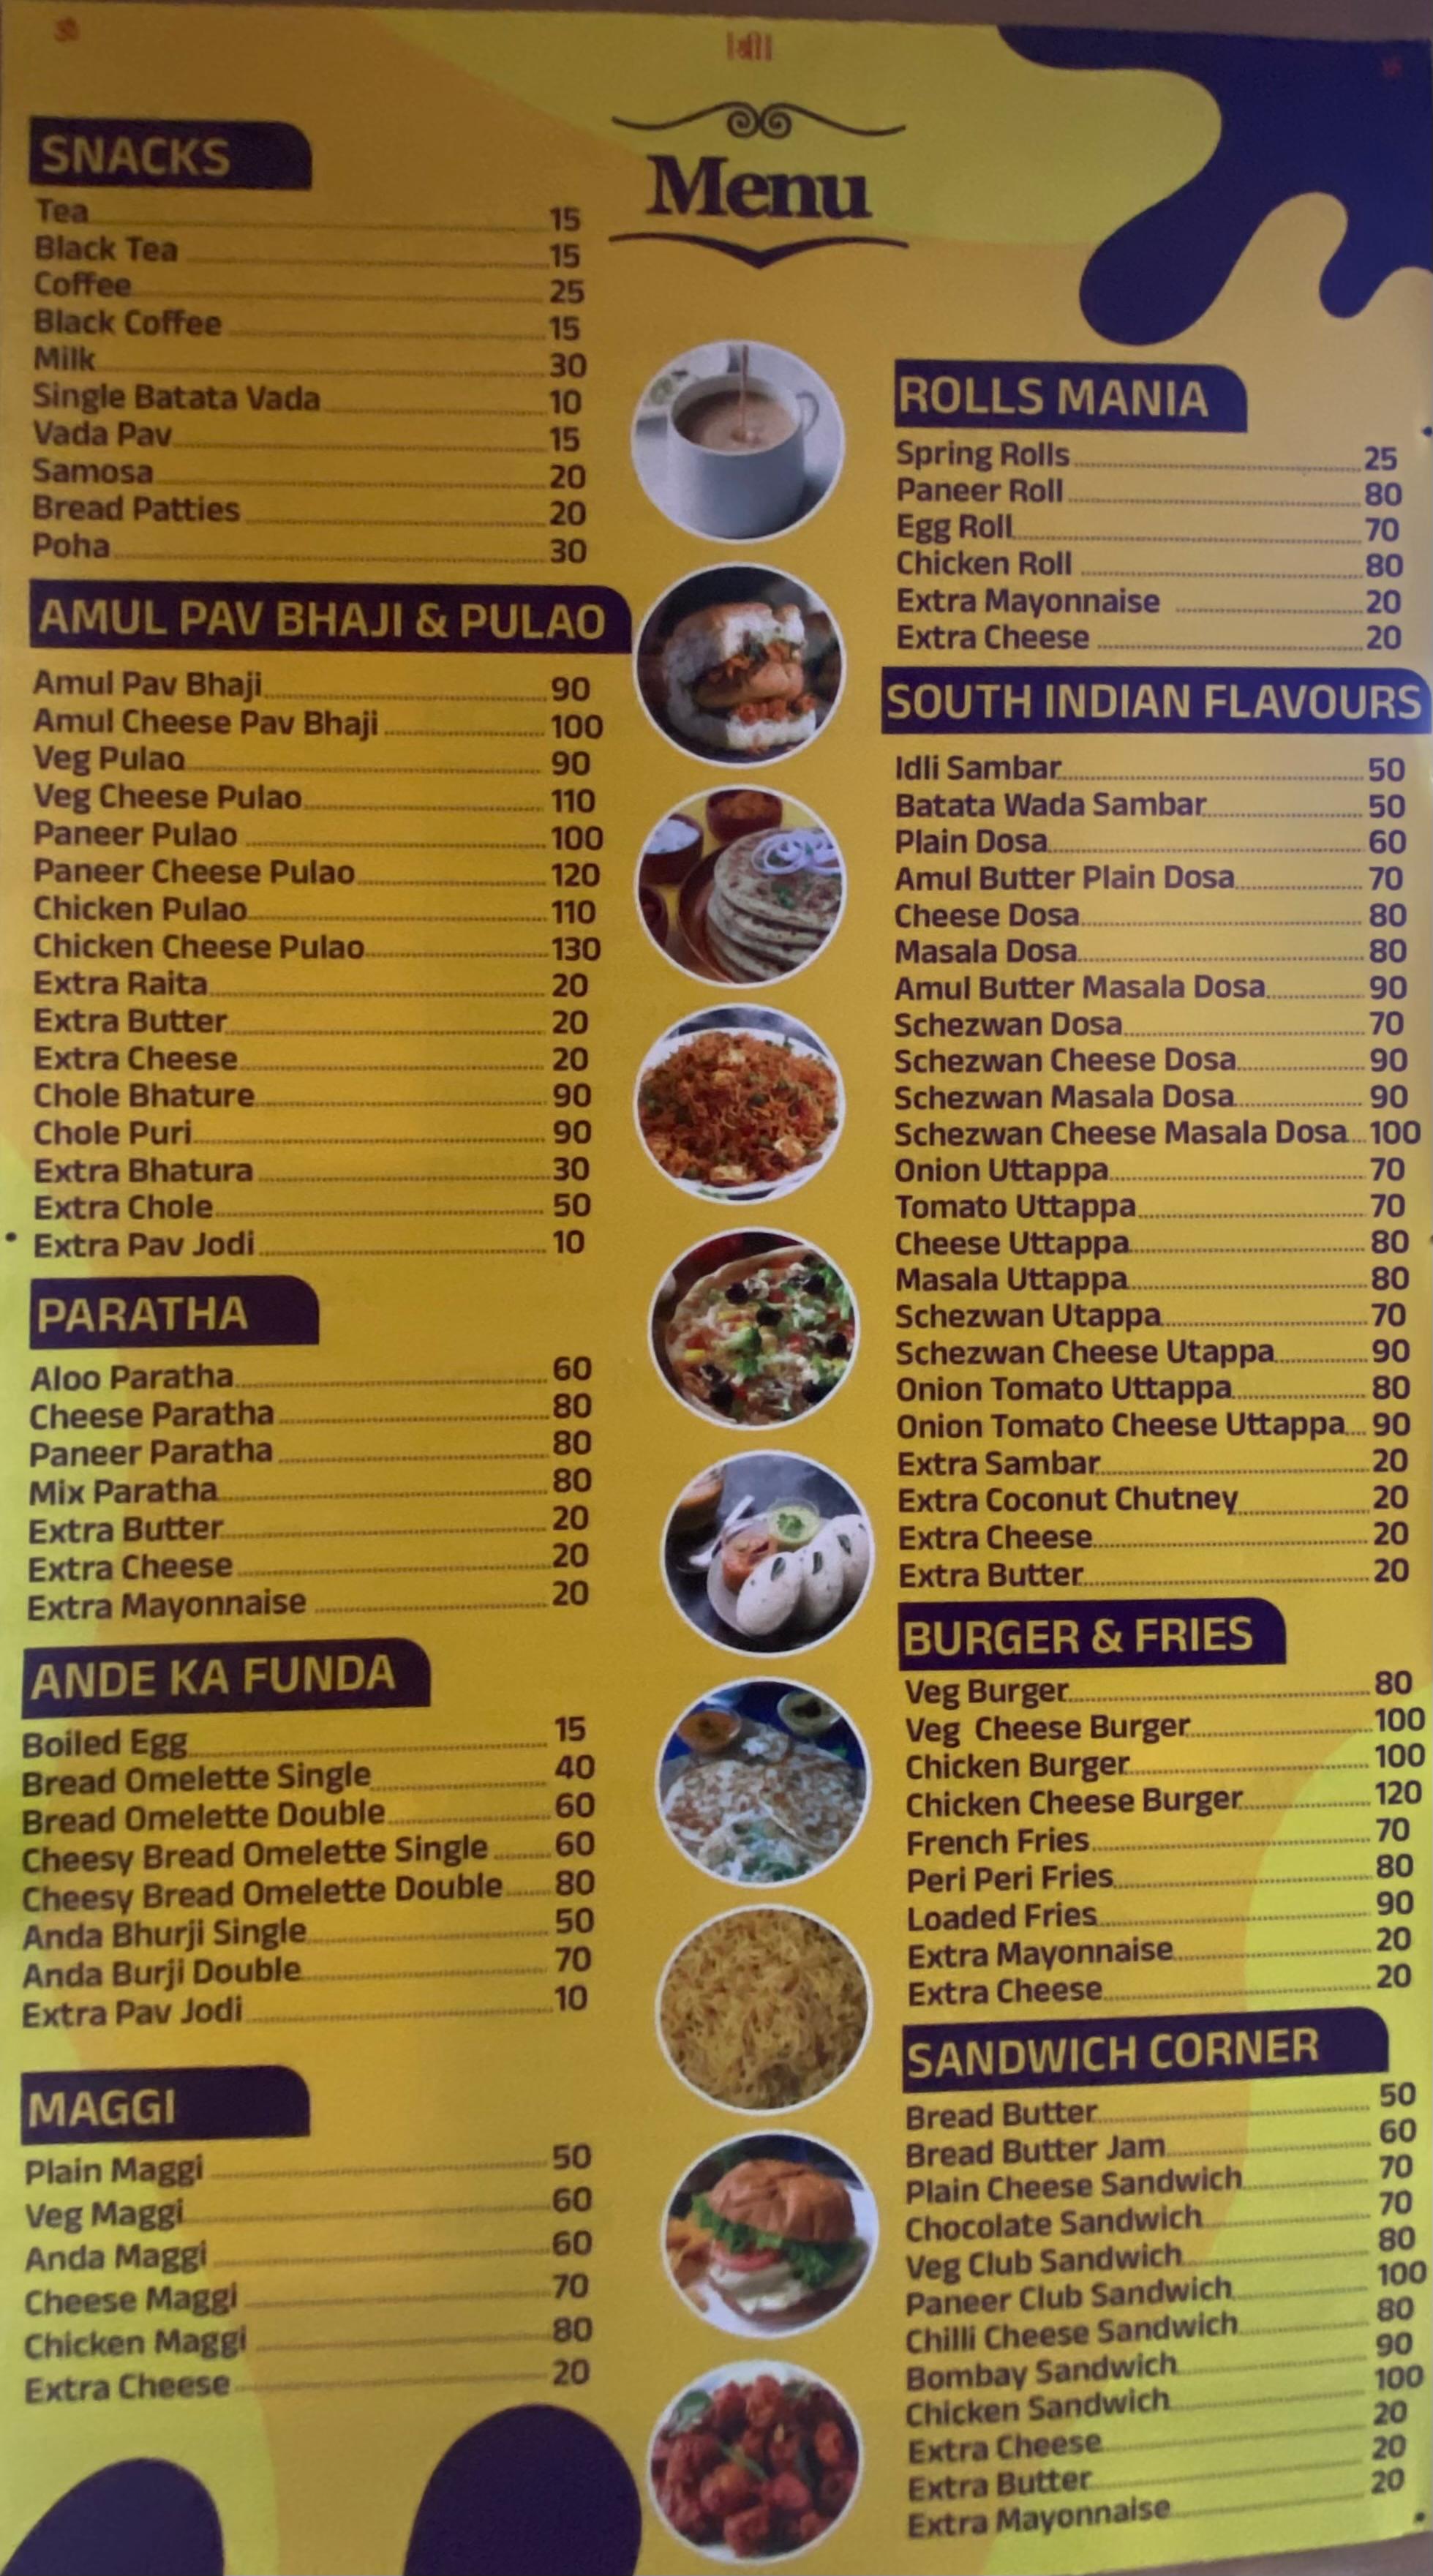 ॐ
।श्री।
Menu
SNACKS
Tea 15
Black Tea 15
Coffee 25
Black Coffee 15
Milk 30
Single Batata Vada 10
Vada Pav 15
Samosa 20
Bread Patties 20
Poha 30
AMUL PAV BHAJI & PULAO
Amul Pav Bhaji 90
Amul Cheese Pav Bhaji 100
Veg Pulao 90
Veg Cheese Pulao 110
Paneer Pulao 100
Paneer Cheese Pulao 120
Chicken Pulao 110
Chicken Cheese Pulao 130
Extra Raita 20
Extra Butter 20
Extra Cheese 20
Chole Bhature 90
Chole Puri 90
Extra Bhatura 30
Extra Chole 50
Extra Pav Jodi 10
PARATHA
Aloo Paratha 60
Cheese Paratha 80
Paneer Paratha 80
Mix Paratha 80
Extra Butter 20
Extra Cheese 20
Extra Mayonnaise 20
ANDE KA FUNDA
Boiled Egg 15
Bread Omelette Single 40
Bread Omelette Double 60
Cheesy Bread Omelette Single 60
Cheesy Bread Omelette Double 80
Anda Bhurji Single 50
Anda Burji Double 70
Extra Pav Jodi 10
MAGGI
Plain Maggi 50
Veg Maggi 60
Anda Maggi 60
Cheese Maggi 70
Chicken Maggi 80
Extra Cheese 20
ROLLS MANIA
Spring Rolls 25
Paneer Roll 80
Egg Roll 70
Chicken Roll 80
Extra Mayonnaise 20
Extra Cheese 20
SOUTH INDIAN FLAVOURS
Idli Sambar 50
Batata Wada Sambar 50
Plain Dosa 60
Amul Butter Plain Dosa 70
Cheese Dosa 80
Masala Dosa 80
Amul Butter Masala Dosa 90
Schezwan Dosa 70
Schezwan Cheese Dosa 90
Schezwan Masala Dosa 90
Schezwan Cheese Masala Dosa 100
Onion Uttappa 70
Tomato Uttappa 70
Cheese Uttappa 80
Masala Uttappa 80
Schezwan Utappa 70
Schezwan Cheese Utappa 90
Onion Tomato Uttappa 80
Onion Tomato Cheese Uttappa 90
Extra Sambar 20
Extra Coconut Chutney 20
Extra Cheese 20
Extra Butter 20
BURGER & FRIES
Veg Burger 80
Veg Cheese Burger 100
Chicken Burger 100
Chicken Cheese Burger 120
French Fries 70
Peri Peri Fries 80
Loaded Fries 90
Extra Mayonnaise 20
Extra Cheese 20
SANDWICH CORNER
Bread Butter 50
Bread Butter Jam 60
Plain Cheese Sandwich 70
Chocolate Sandwich 70
Veg Club Sandwich 80
Paneer Club Sandwich 100
Chilli Cheese Sandwich 80
Bombay Sandwich 90
Chicken Sandwich 100
Extra Cheese 20
Extra Butter 20
Extra Mayonnaise 20